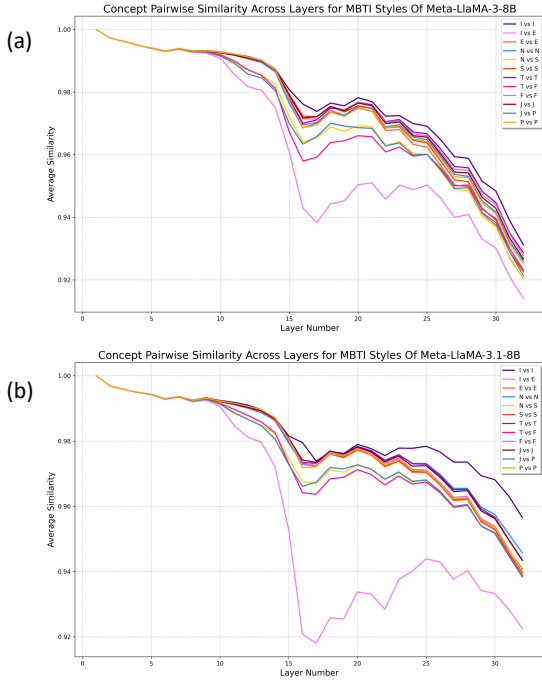 (a)
Concept Pairwise Similarity Across Layers for MBTI Styles Of Meta-LlaMA-3-8B
1.00
0.98
0.96
0.94
0.92
Average Similarity
0
5
10
15
20
25
30
Layer Number
I vs I
I vs E
E vs E
N vs N
N vs S
S vs S
T vs T
T vs F
F vs F
J vs J
J vs P
P vs P
(b)
Concept Pairwise Similarity Across Layers for MBTI Styles Of Meta-LlaMA-3.1-8B
1.00
0.98
0.96
0.94
0.92
Average Similarity
0
5
10
15
20
25
30
Layer Number
I vs I
I vs E
E vs E
N vs N
N vs S
S vs S
T vs T
T vs F
F vs F
J vs J
J vs P
P vs P